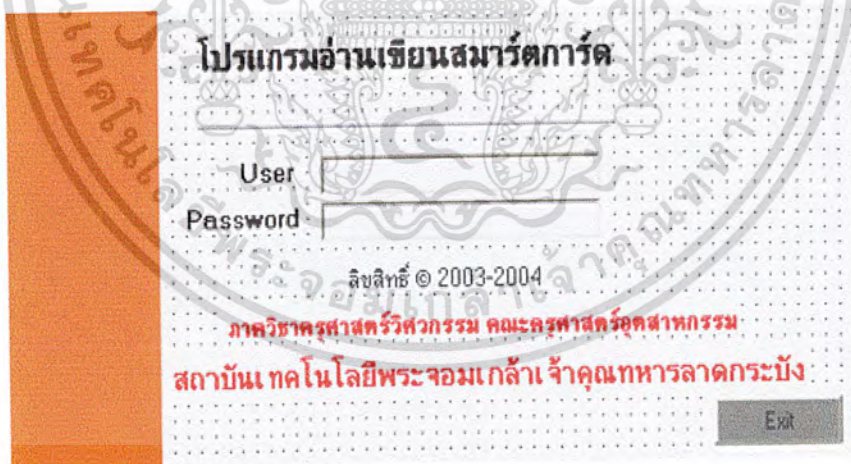 โปรแกรมอ่านเขียนสมาร์ตการ์ด
User
Password
ลิขสิทธิ์ © 2003-2004
ภาควิชาครุศาสตร์วิศวกรรม คณะครุศาสตร์อุตสาหกรรม
สถาบันเทคโนโลยีพระจอมเกล้าเจ้าคุณทหารลาดกระบัง
Exit